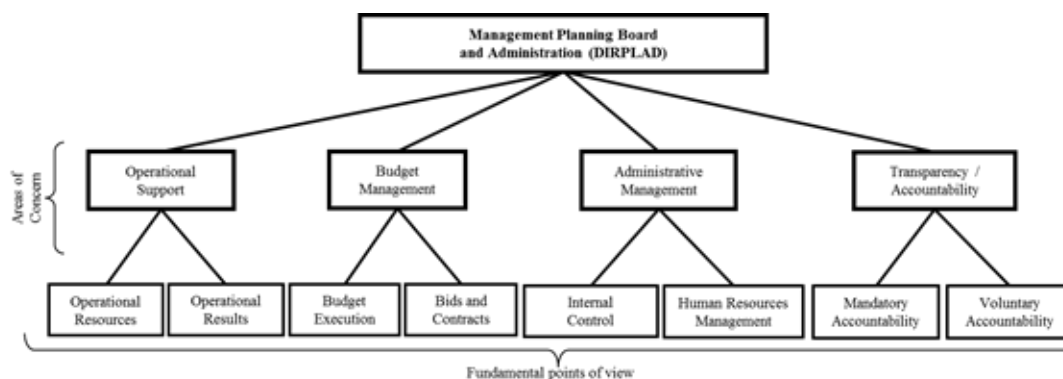 Management Planning Board
and Administration (DIRPLAD)
Areas of
Concern
Operational
Support
Budget
Management
Administrative
Management
Transparency /
Accountability
Operational
Resources
Operational
Results
Budget
Execution
Bids and
Contracts
Internal
Control
Human Resources
Management
Mandatory
Accountability
Voluntary
Accountability
Fundamental points of view